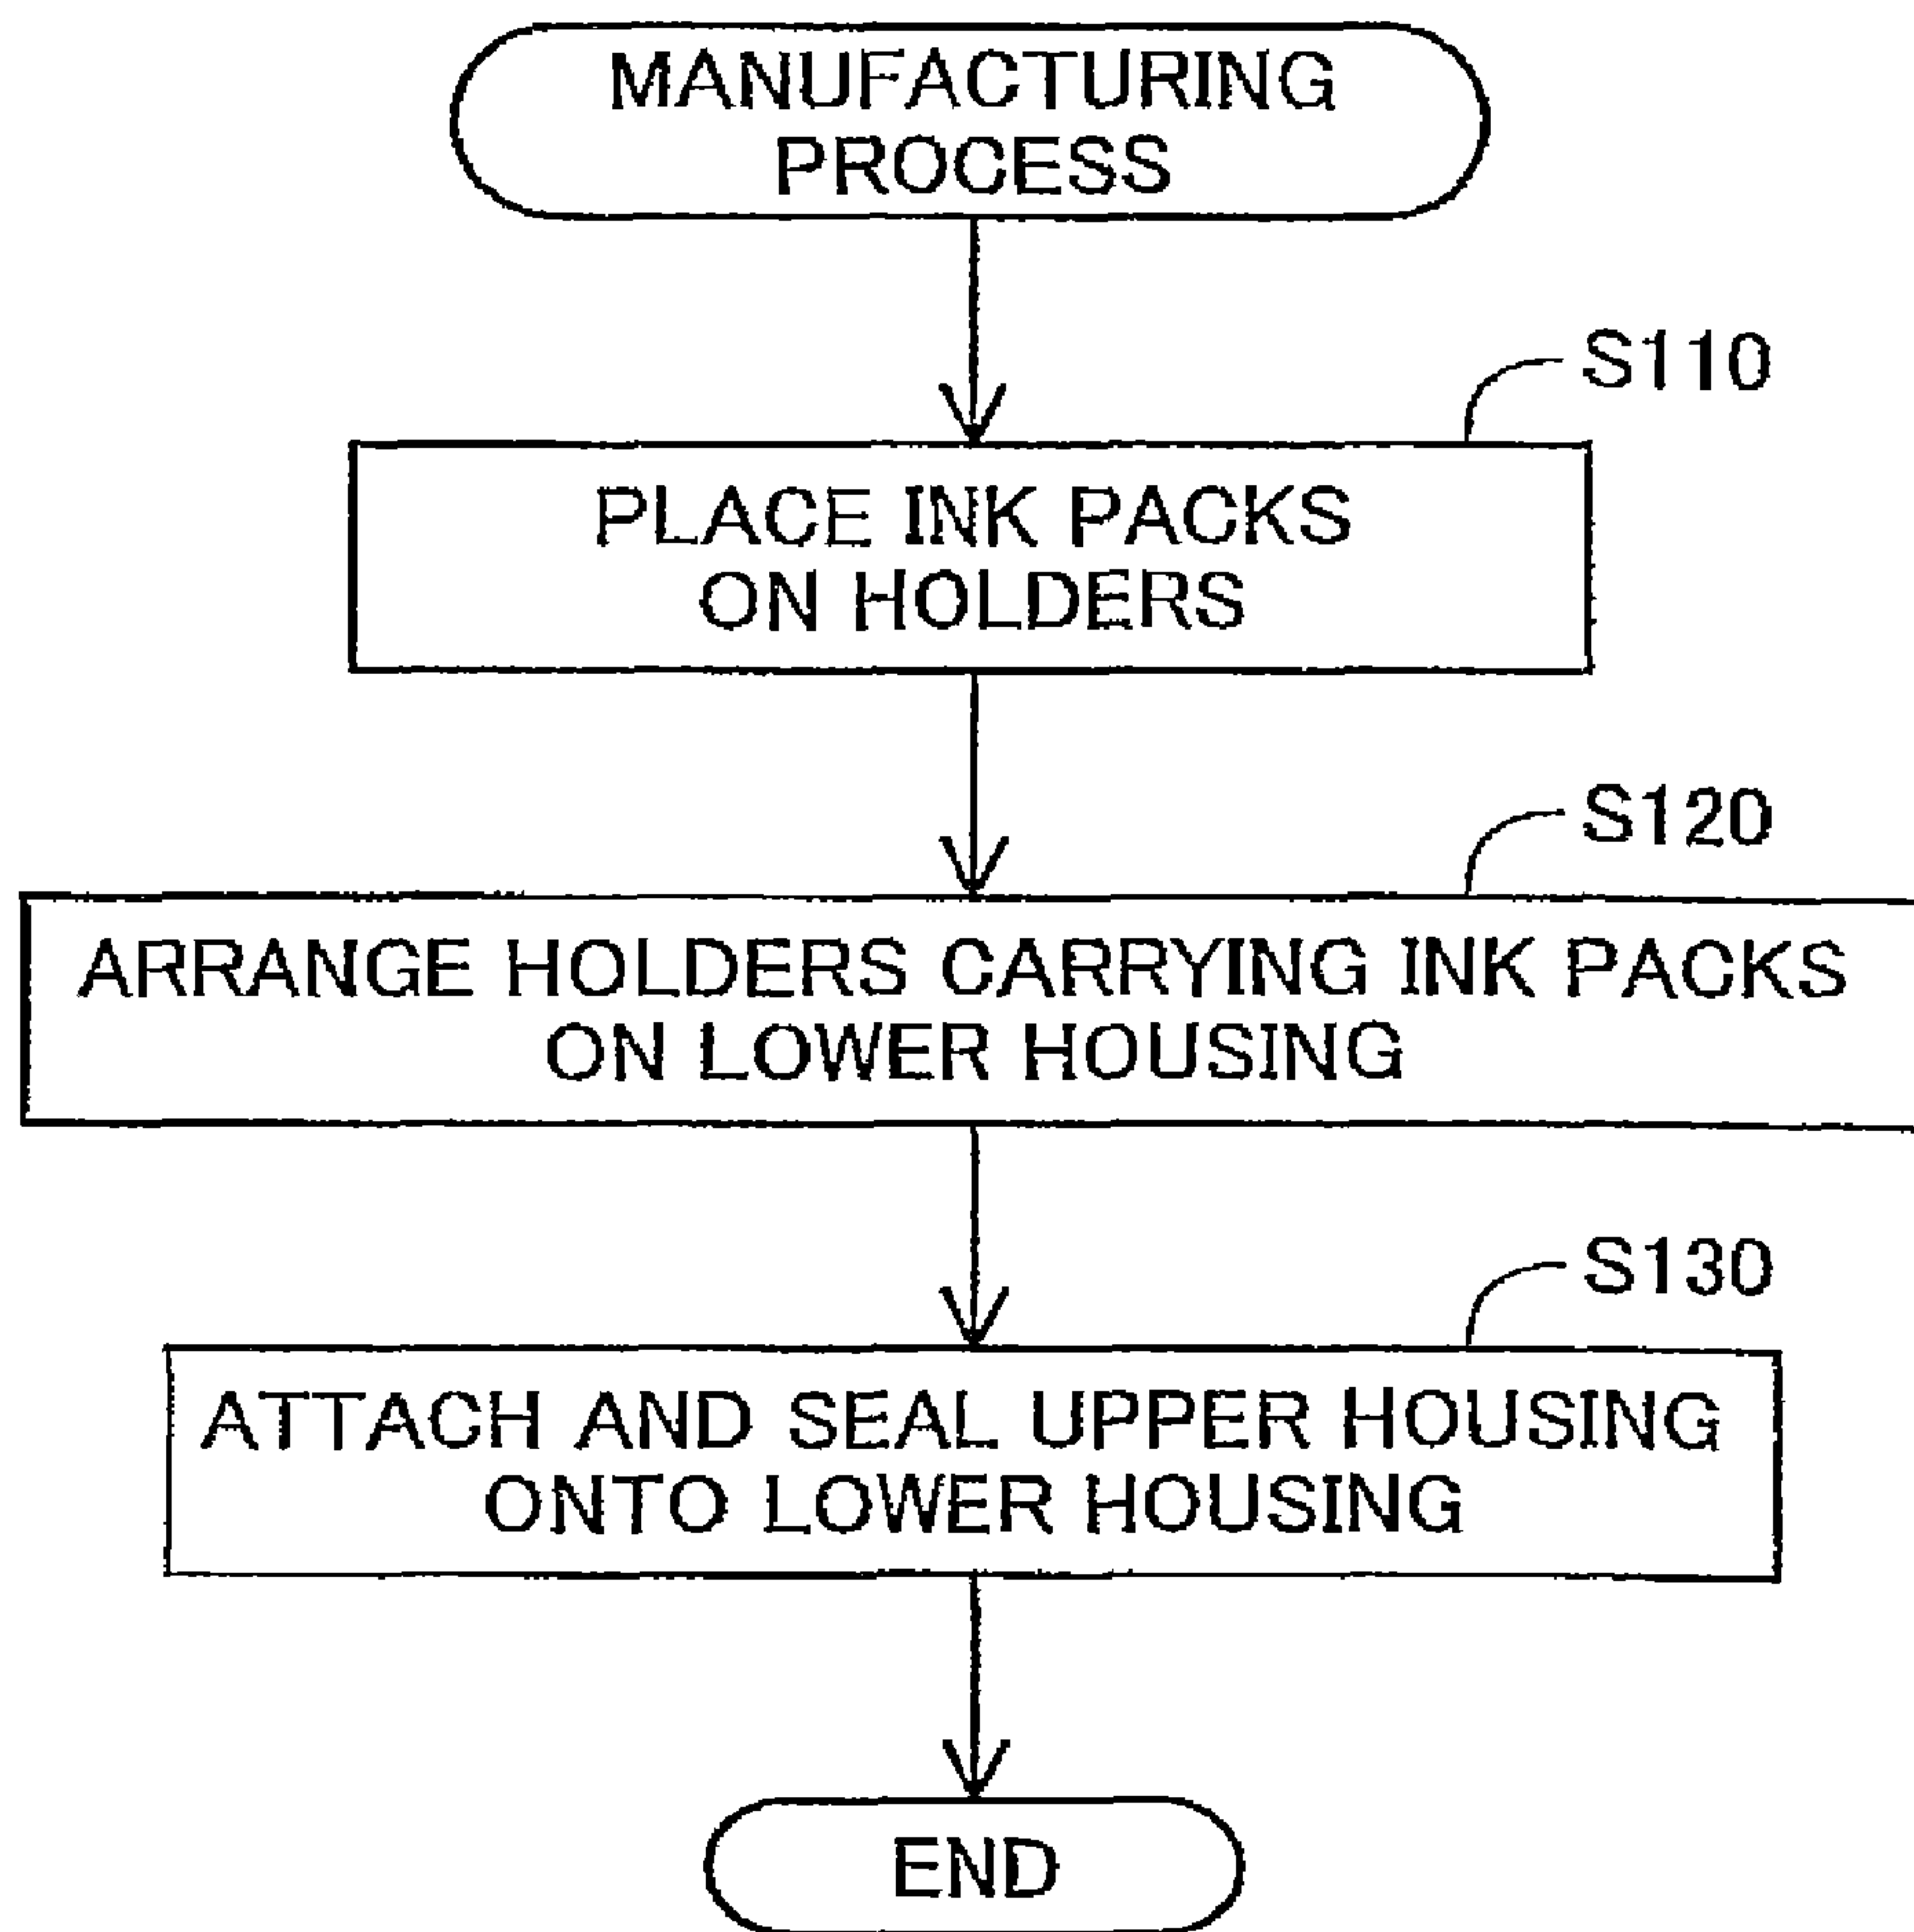 MANUFACTURING
PROCESS
S110
PLACE INK PACKS
ON HOLDERS
S120
ARRANGE HOLDERS CARRYING INK PACKS
ON LOWER HOUSING
S130
ATTACH AND SEAL UPPER HOUSING
ONTO LOWER HOUSING
END